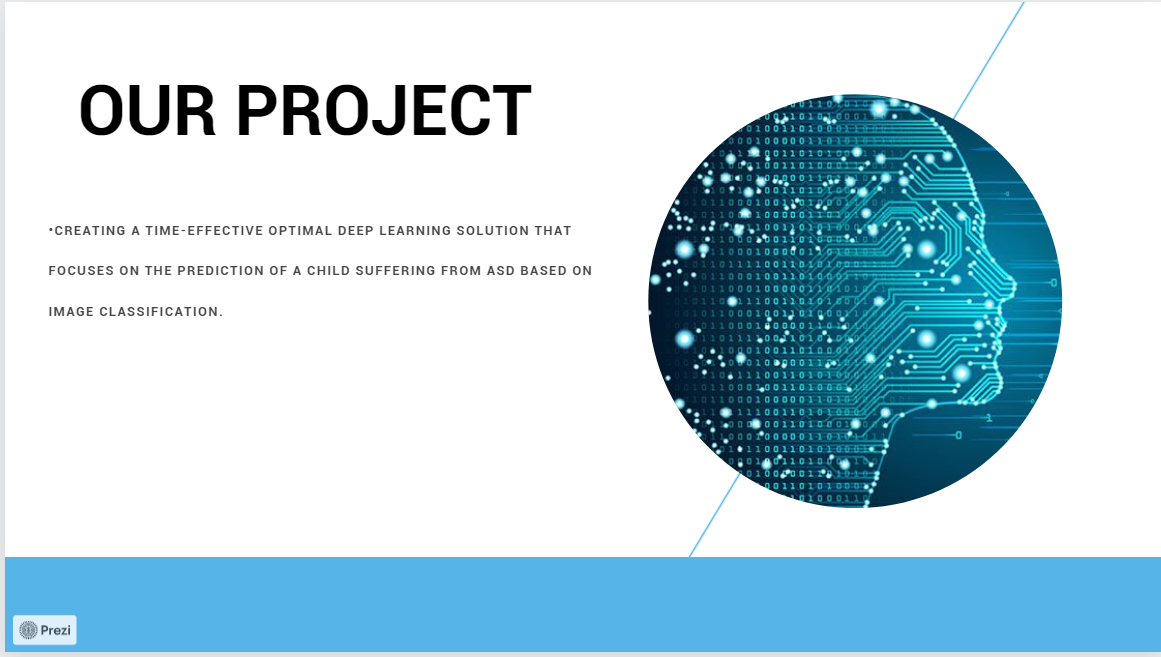 OUR PROJECT
•CREATING A TIME-EFFECTIVE OPTIMAL DEEP LEARNING SOLUTION THAT
FOCUSES ON THE PREDICTION OF A CHILD SUFFERING FROM ASD BASED ON
IMAGE CLASSIFICATION.
Prezi